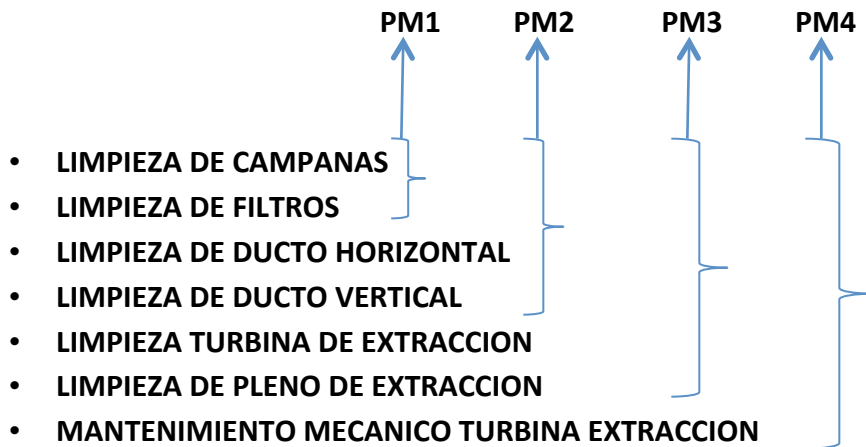 PM1 PM2 PM3 PM4
• LIMPIEZA DE CAMPANAS
• LIMPIEZA DE FILTROS
• LIMPIEZA DE DUCTO HORIZONTAL
• LIMPIEZA DE DUCTO VERTICAL
• LIMPIEZA TURBINA DE EXTRACCION
• LIMPIEZA DE PLENO DE EXTRACCION
• MANTENIMIENTO MECANICO TURBINA EXTRACCION